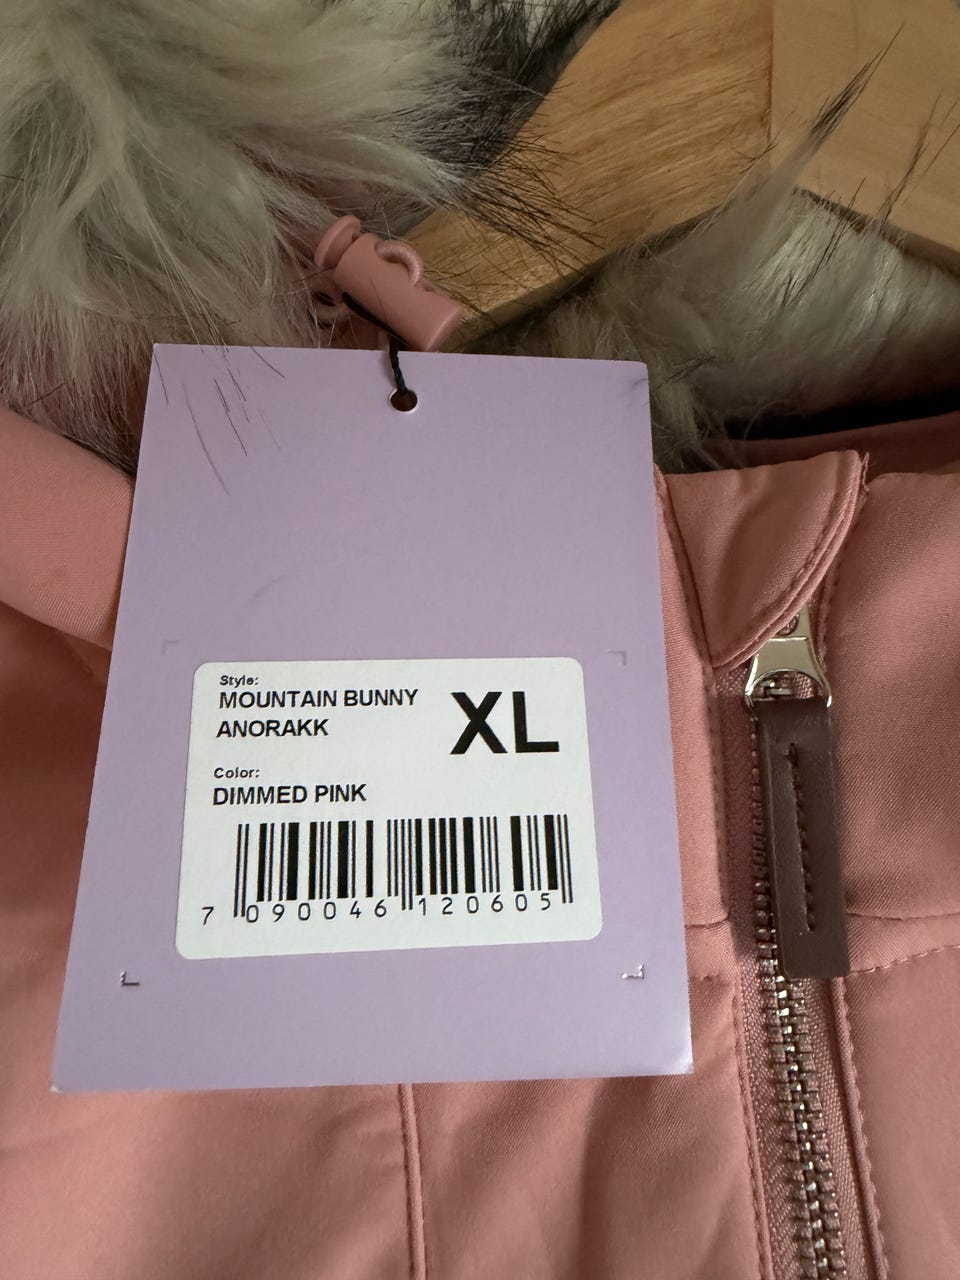 Style:
MOUNTAIN BUNNY
ANORAKK
XL
Color:
DIMMED PINK
7 090046 120605